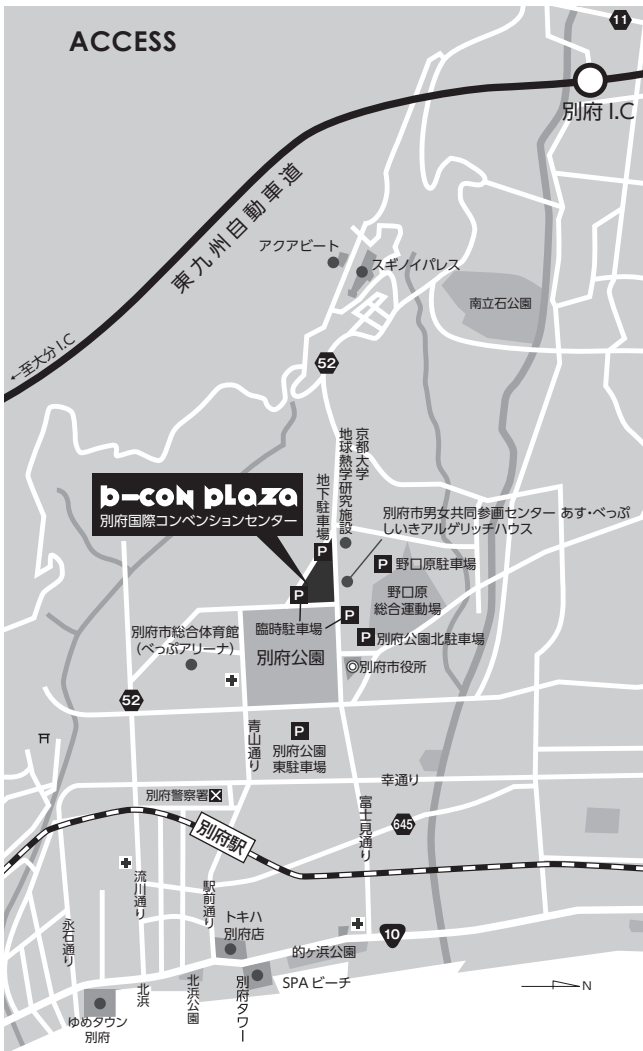 ACCESS
11
別府 I.C
東九州自動車道
アクアビート
スギノイパレス
南立石公園
←至大分I.C
52
京都大学
地球熱学研究施設
地下駐車場
b-con plaza
別府国際コンベンションセンター
別府市男女共同参画センター あす・べっぷ
しいきアルゲリッチハウス
P
P 野口原駐車場
野口原
総合運動場
P
臨時駐車場
P
P 別府公園北駐車場
別府市総合体育館
(べっぷアリーナ)
別府公園
◎別府市役所
52
青山通り
P
別府公園
東駐車場
幸通り
別府警察署
富士見通り
645
別府駅
流川通り
駅前通り
永石通り
トキハ
別府店
10
的ヶ浜公園
北浜
北浜公園
別府タワー
SPA ビーチ
N
ゆめタウン
別府